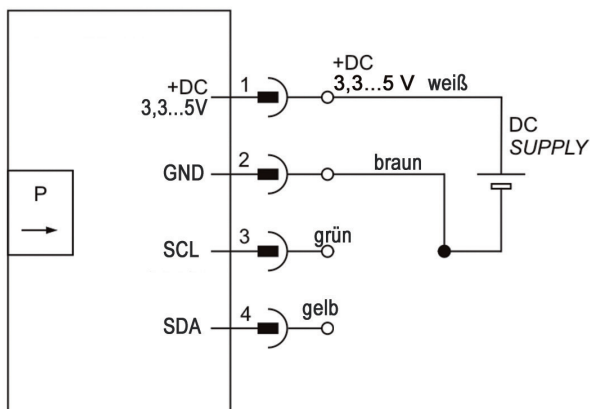 +DC
3,3...5V
1
+DC
3,3...5 V weiß
DC
SUPPLY
P
GND
2
braun
SCL
3
grün
SDA
4
gelb